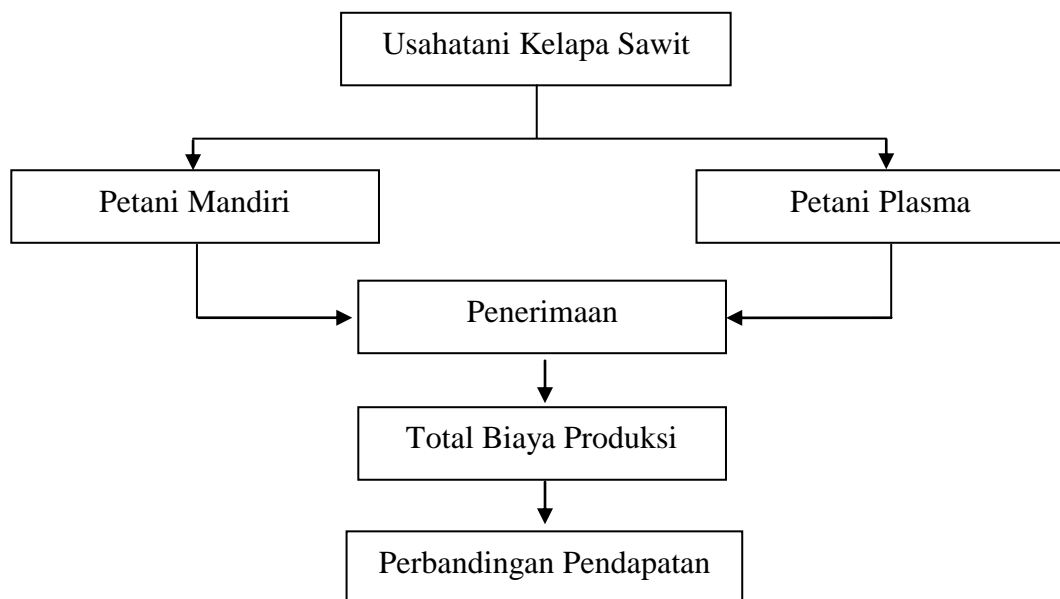 Usahatani Kelapa Sawit
Petani Mandiri
Petani Plasma
Penerimaan
Total Biaya Produksi
Perbandingan Pendapatan